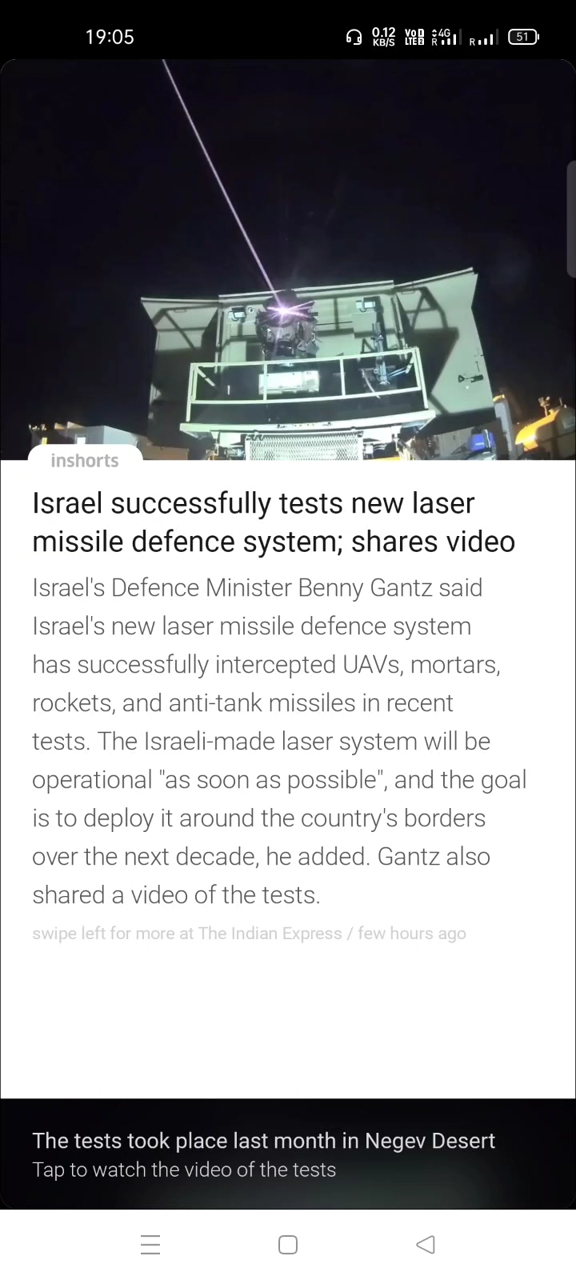 19:05
0.12
KB/S
Vo
LTE
4G
R
R
51
inshorts
Israel successfully tests new laser
missile defence system; shares video
Israel's Defence Minister Benny Gantz said
Israel's new laser missile defence system
has successfully intercepted UAVs, mortars,
rockets, and anti-tank missiles in recent
tests. The Israeli-made laser system will be
operational "as soon as possible", and the goal
is to deploy it around the country's borders
over the next decade, he added. Gantz also
shared a video of the tests.
swipe left for more at The Indian Express / few hours ago
The tests took place last month in Negev Desert
Tap to watch the video of the tests